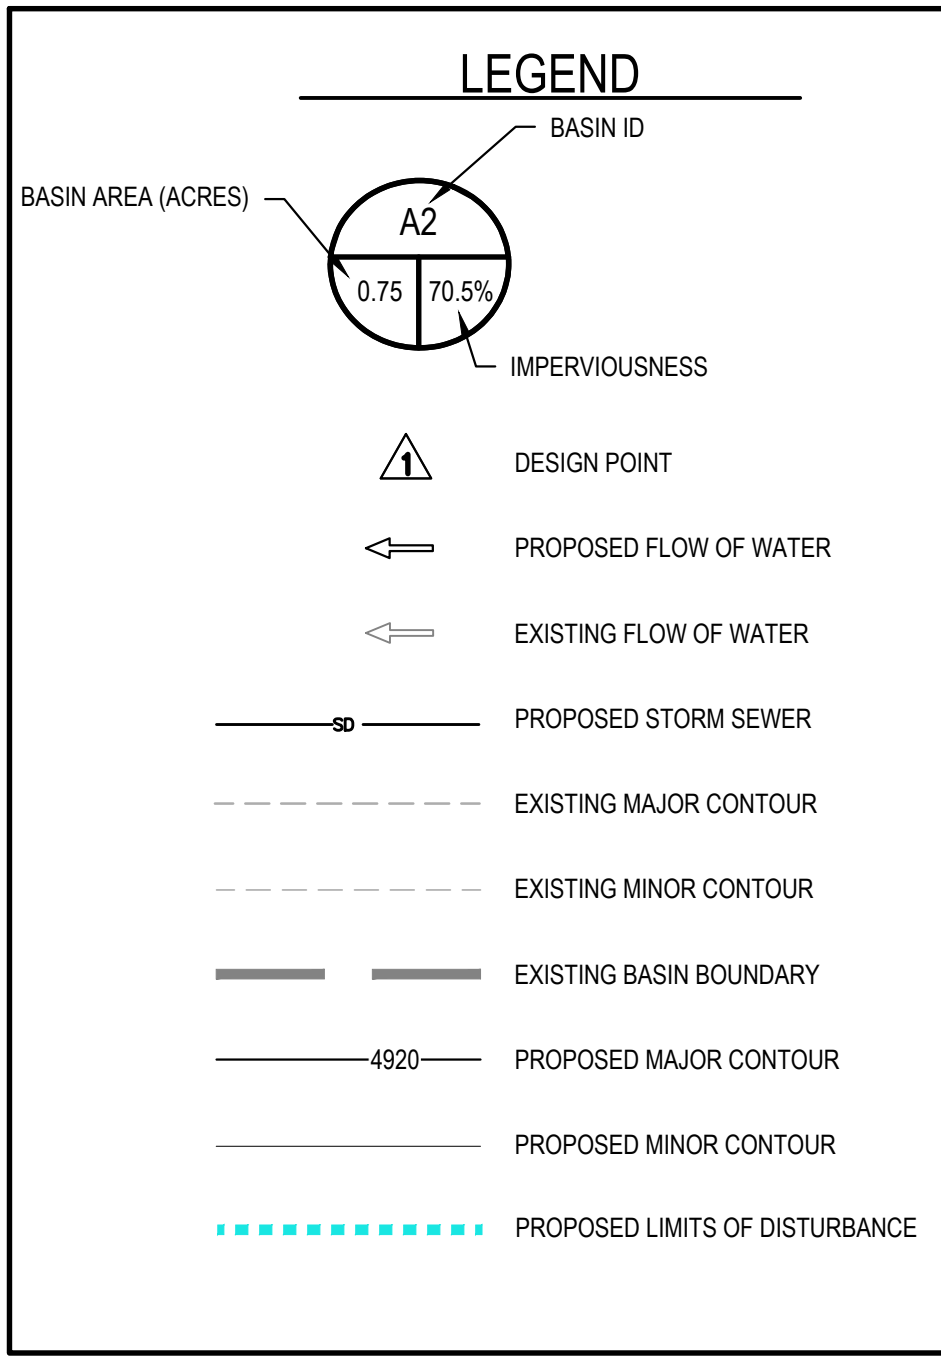 LEGEND
BASIN ID
BASIN AREA (ACRES)
A2
0.75 70.5%
IMPERVIOUSNESS
1 DESIGN POINT
PROPOSED FLOW OF WATER
EXISTING FLOW OF WATER
SD PROPOSED STORM SEWER
EXISTING MAJOR CONTOUR
EXISTING MINOR CONTOUR
EXISTING BASIN BOUNDARY
4920 PROPOSED MAJOR CONTOUR
PROPOSED MINOR CONTOUR
PROPOSED LIMITS OF DISTURBANCE